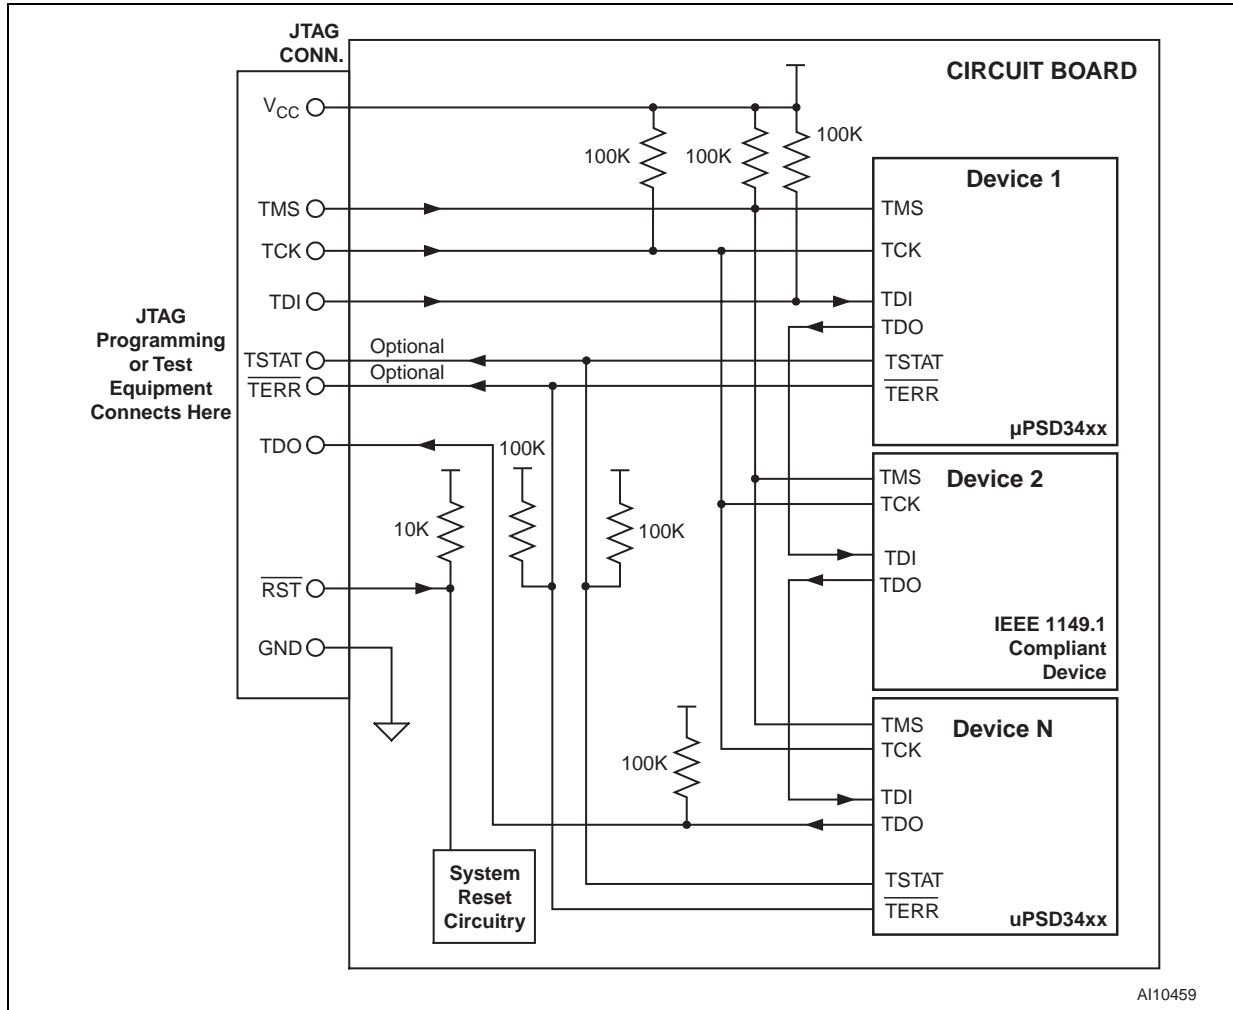 JTAG
CONN.
CIRCUIT BOARD
VCC
100K
100K
100K
Device 1
TMS
TMS
TCK
TCK
TDI
TDI
TDO
JTAG
Programming
or Test
Equipment
Connects Here
TSTAT
Optional
TSTAT
TERR
Optional
TERR
µPSD34xx
TDO
100K
10K
100K
Device 2
TMS
TCK
TDI
TDO
IEEE 1149.1
Compliant
Device
RST
GND
Device N
TMS
TCK
100K
TDI
TDO
TSTAT
TERR
uPSD34xx
System
Reset
Circuitry
AI10459